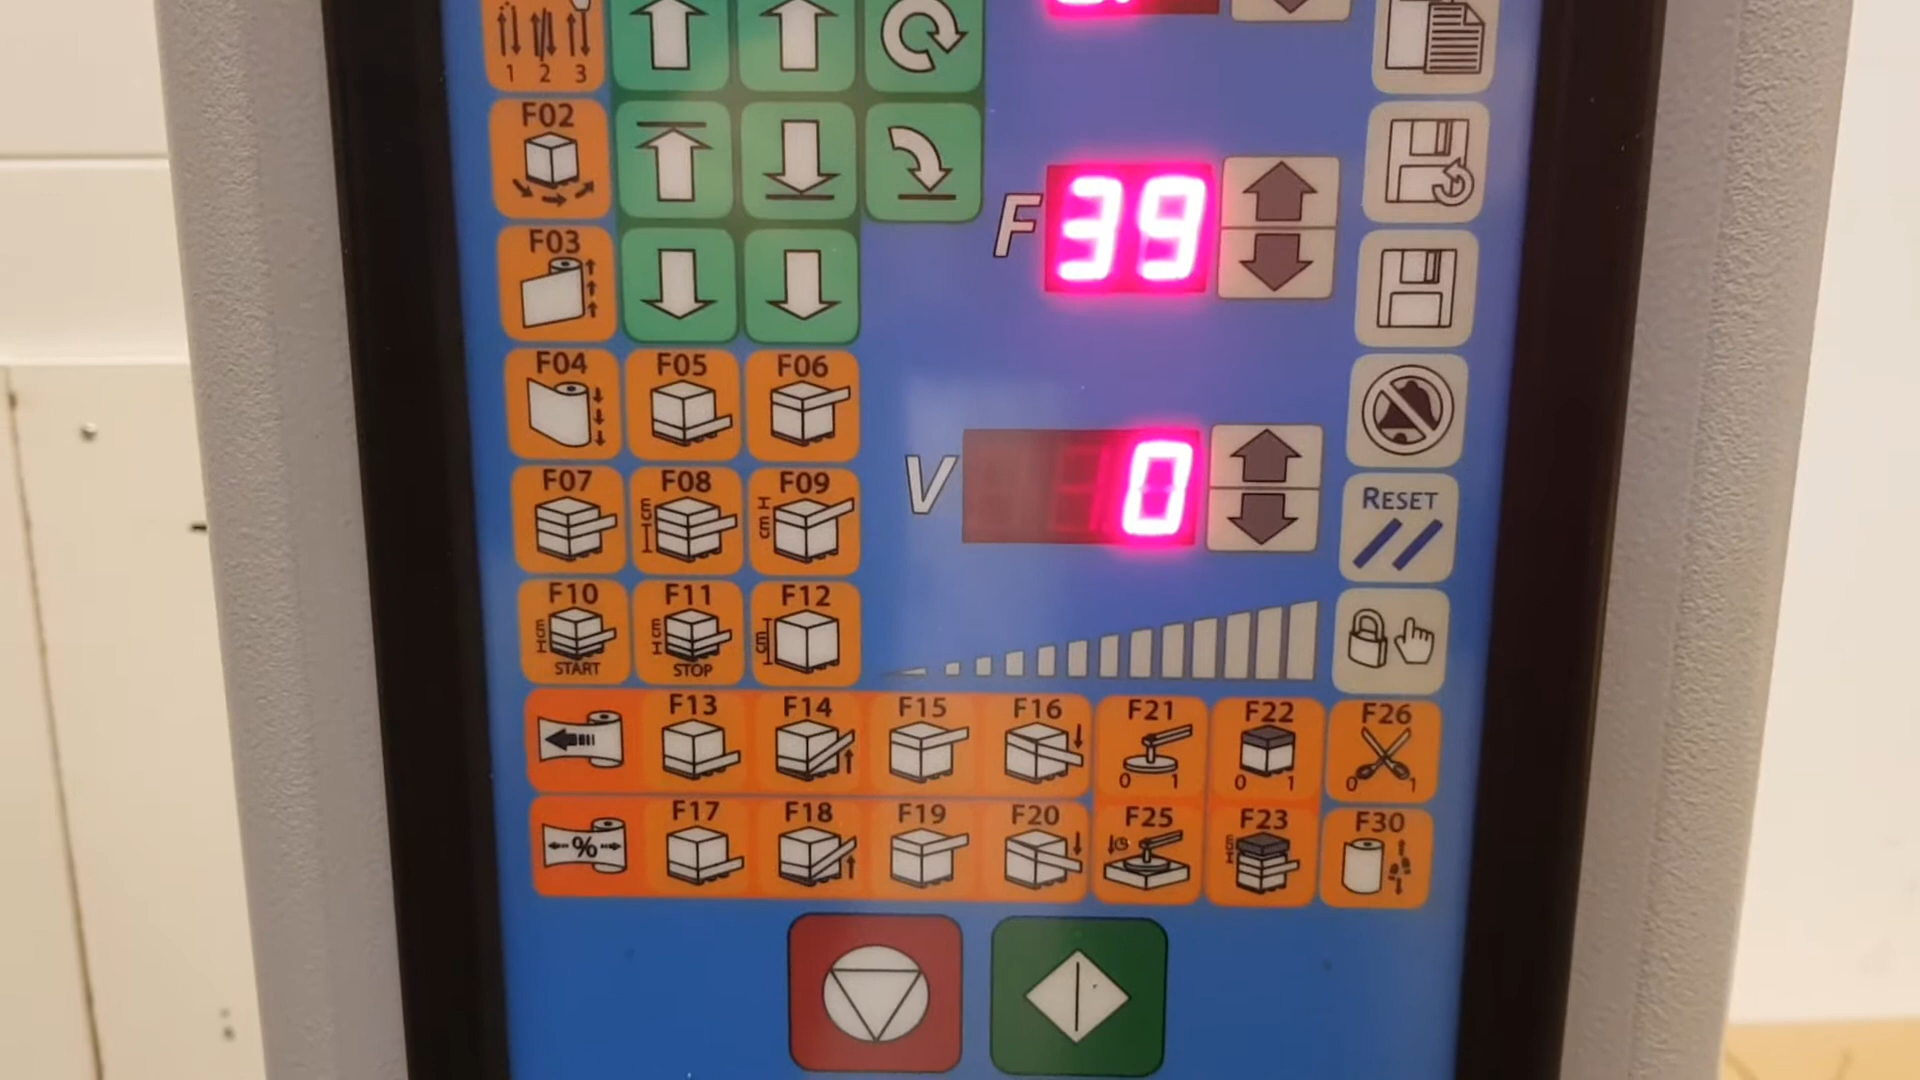 1 2 3
F02
F 39
F03
F04 F05 F06
F07 F08 F09
V 0
RESET
F10 F11 F12
START STOP
F13 F14 F15 F16 F21 F22 F26
0 1 0 1 0 1
F17 F18 F19 F20 F25 F23 F30
%